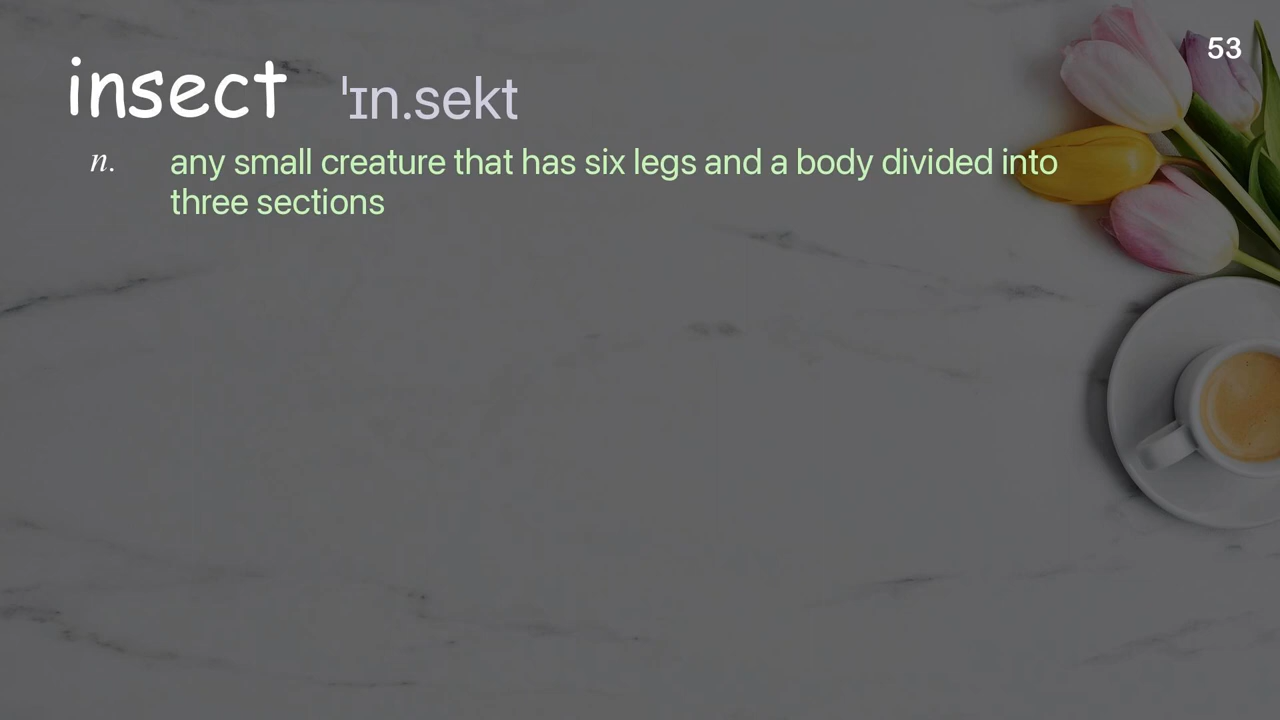 53
insect ˈɪn.sekt
n. any small creature that has six legs and a body divided into
three sections